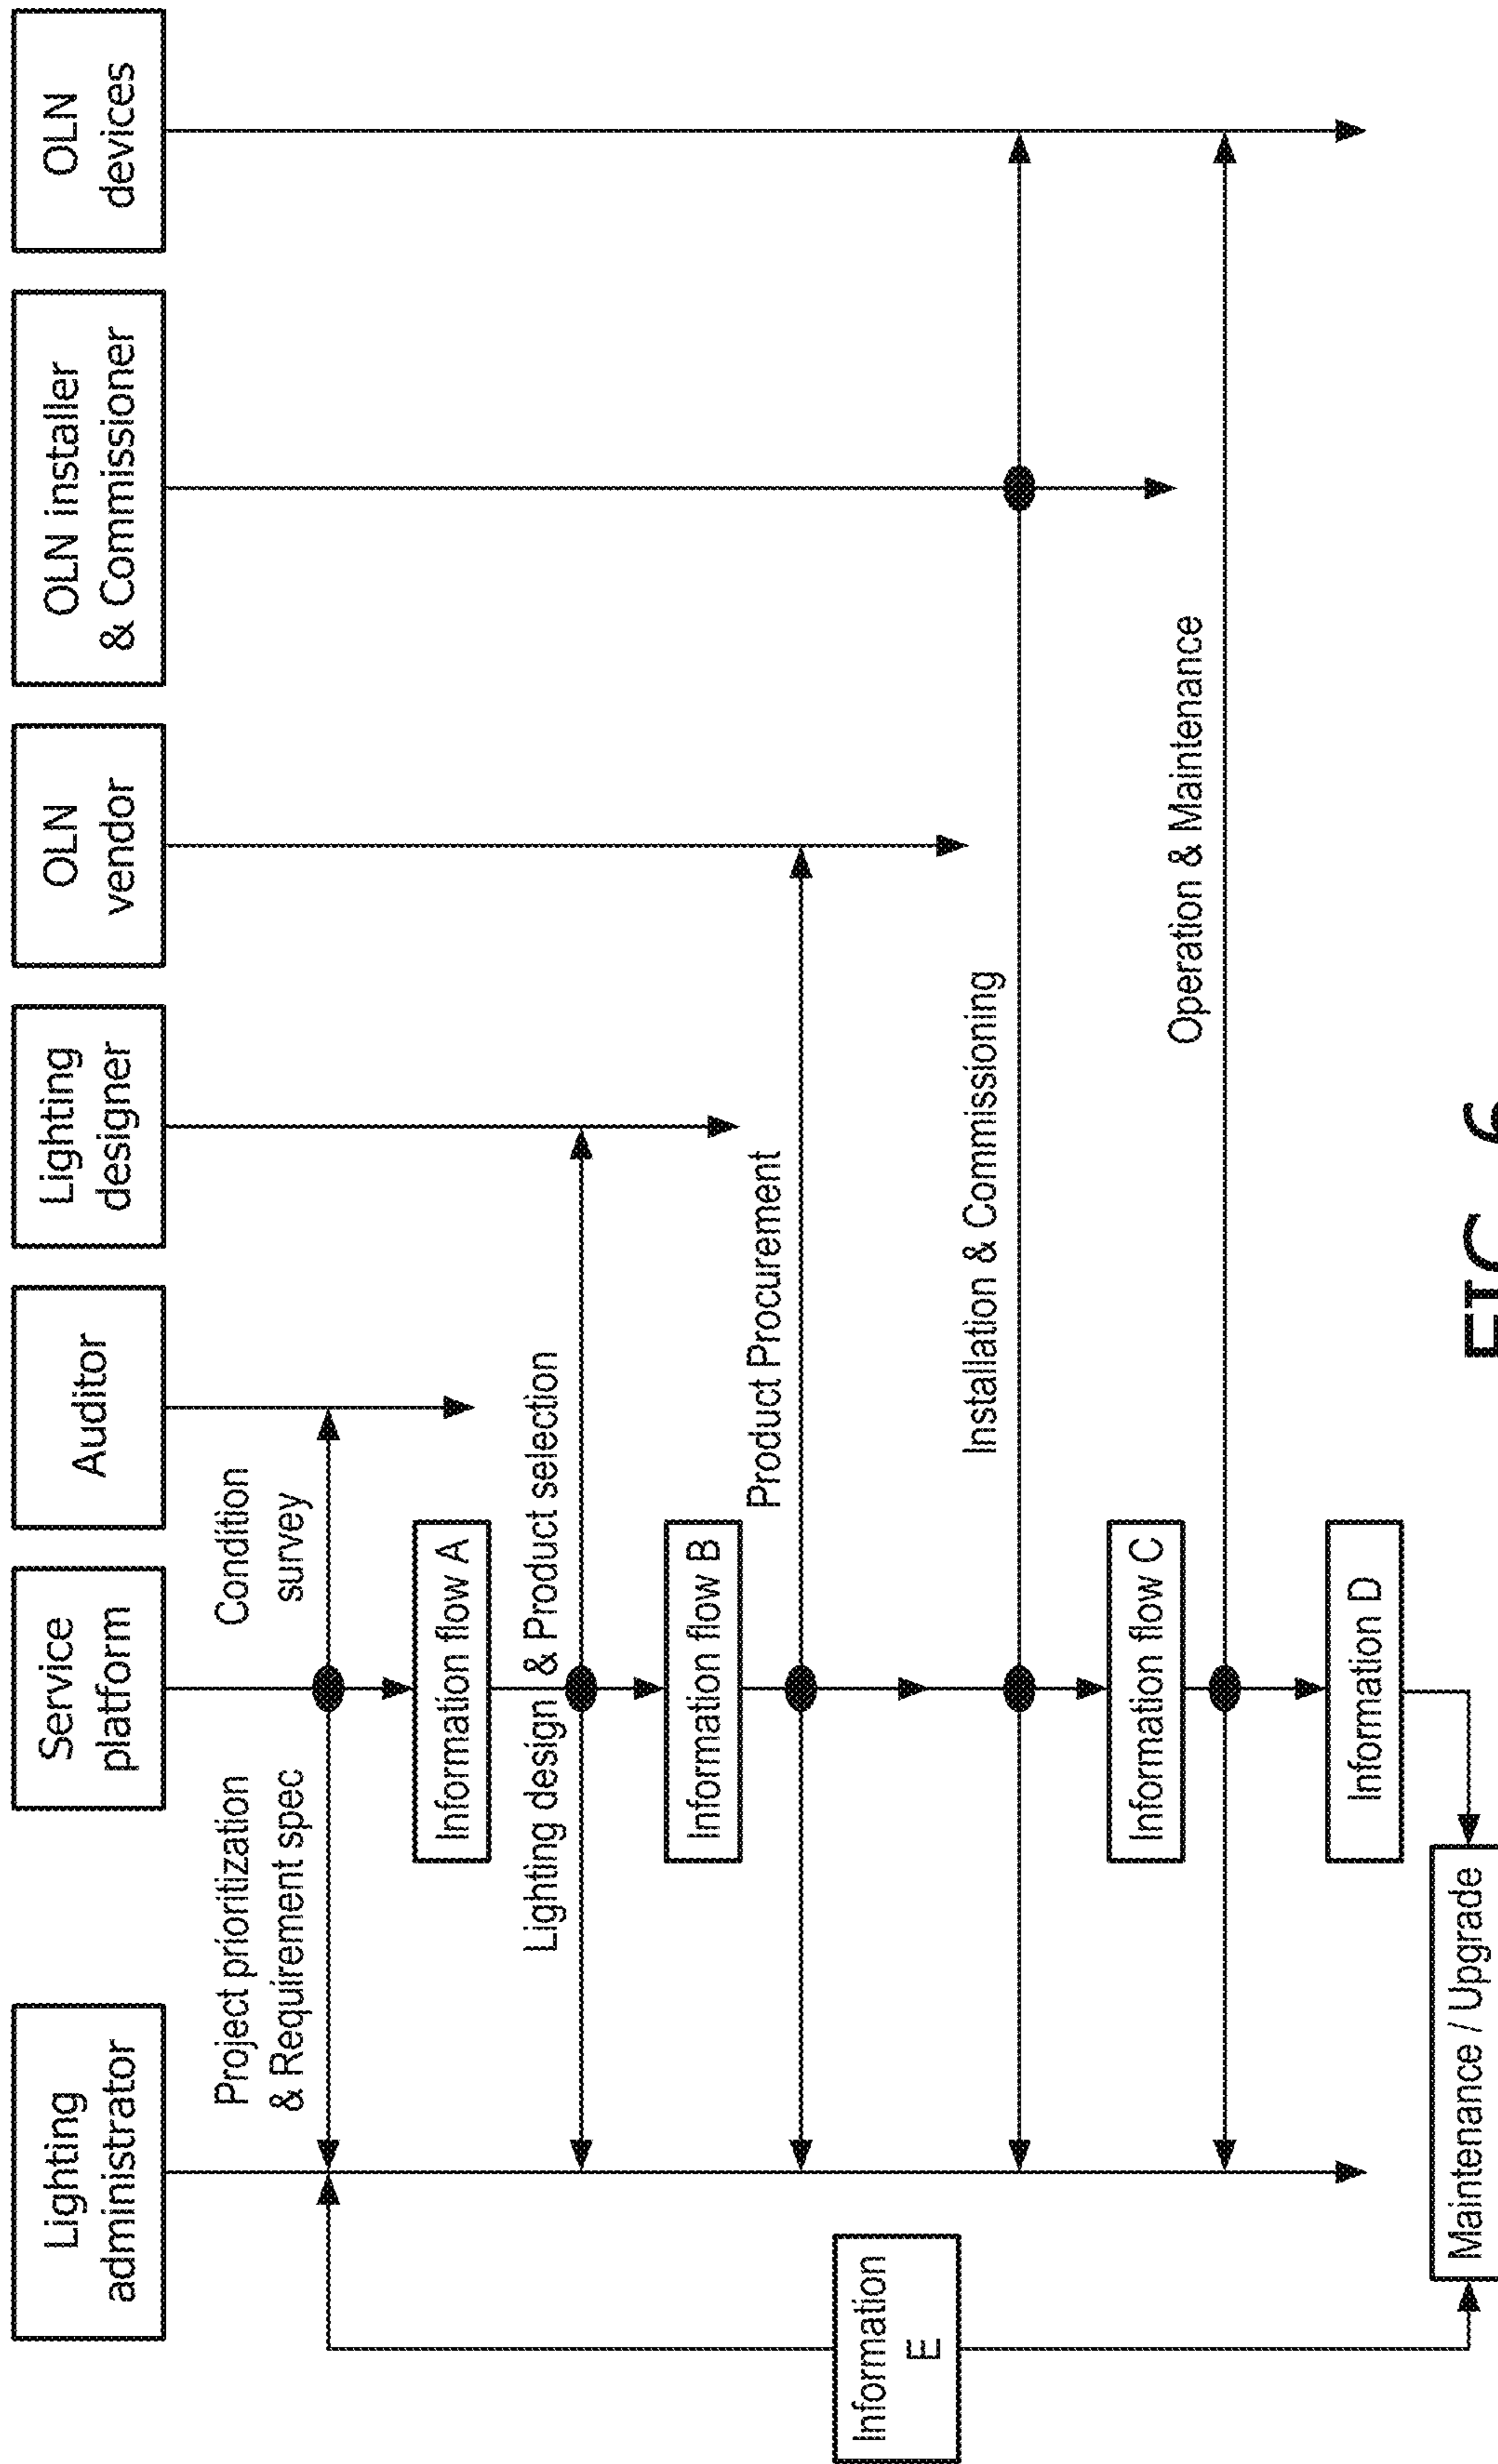 Lighting
administrator
Service
platform
Auditor
Lighting
designer
OLN
vendor
OLN installer
& Commissioner
OLN
devices
Project prioritization
& Requirement spec
Condition
survey
Information flow A
Lighting design & Product selection
Information flow B
Product Procurement
Information
E
Installation & Commissioning
Information flow C
Operation & Maintenance
Information D
Maintenance / Upgrade
FIG. 6